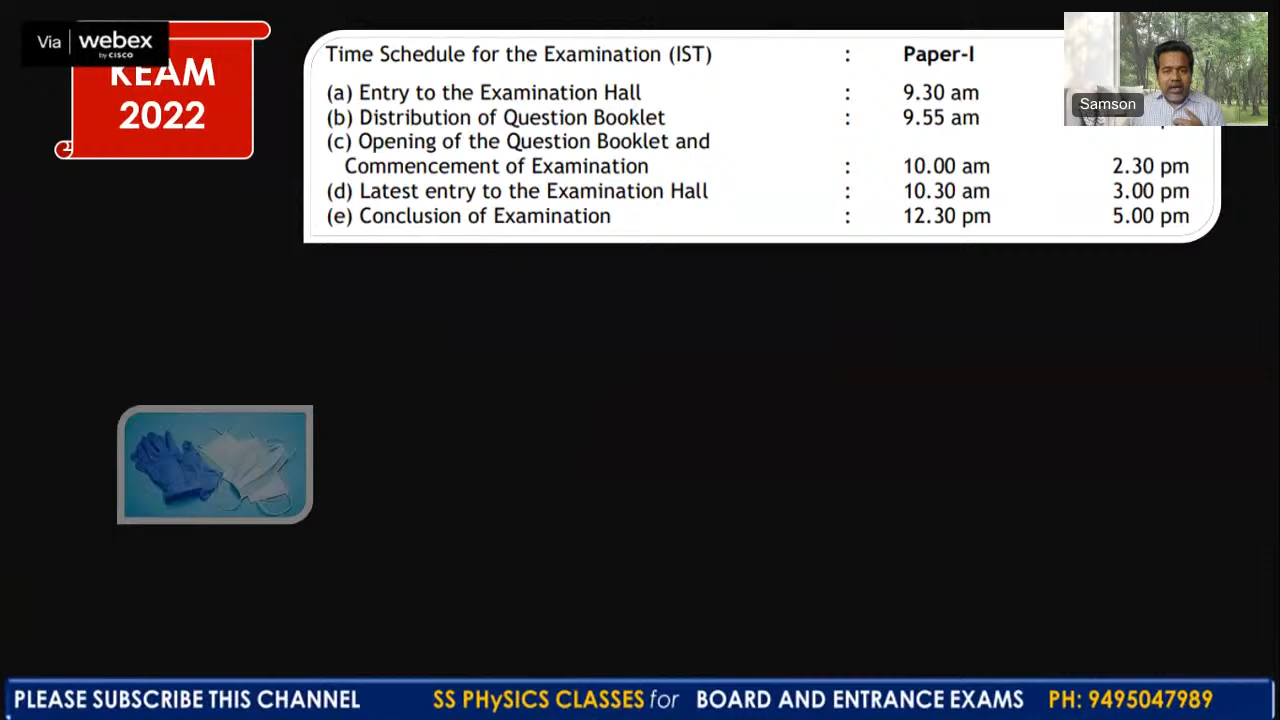 Via webex
by CISCO
KEAM
2022
Time Schedule for the Examination (IST) : Paper-I
(a) Entry to the Examination Hall : 9.30 am
(b) Distribution of Question Booklet : 9.55 am
(c) Opening of the Question Booklet and
Commencement of Examination : 10.00 am 2.30 pm
(d) Latest entry to the Examination Hall : 10.30 am 3.00 pm
(e) Conclusion of Examination : 12.30 pm 5.00 pm
Samson
PLEASE SUBSCRIBE THIS CHANNEL SS PHySICS CLASSES for BOARD AND ENTRANCE EXAMS PH: 9495047989